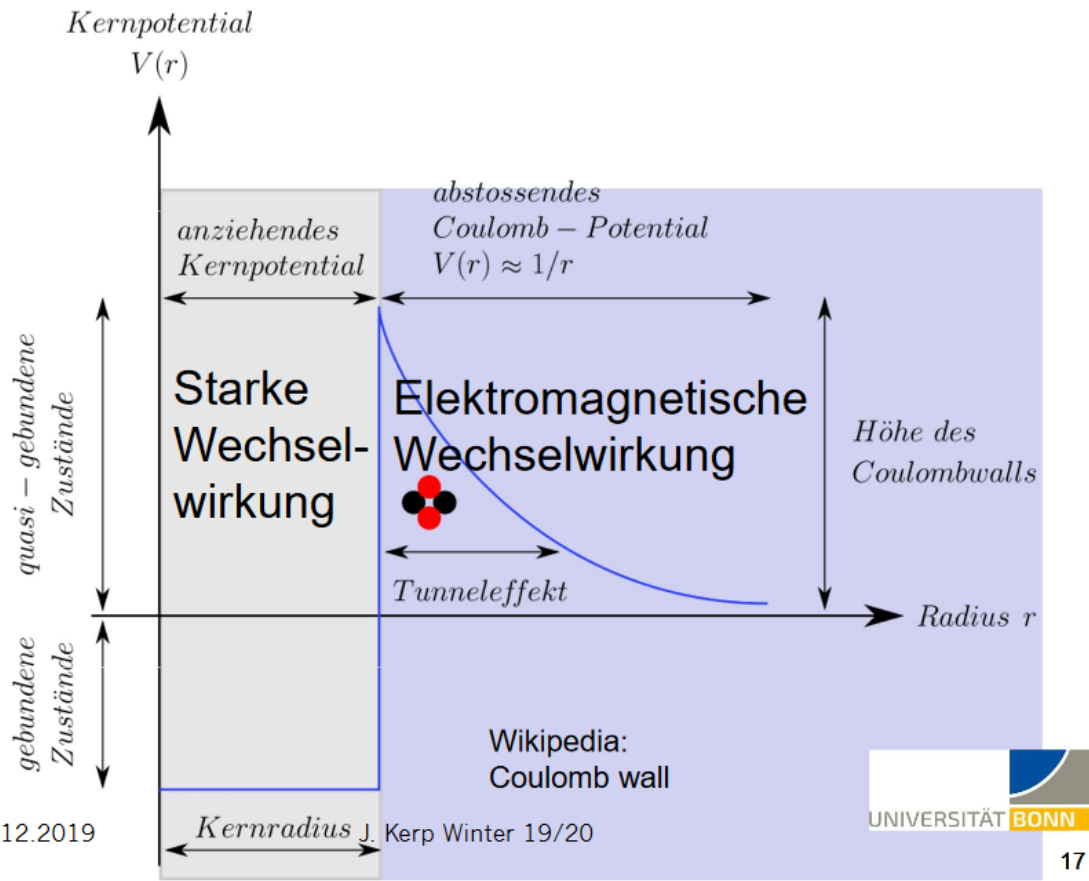 Kernpotential
V(r)
abstossendes
Coulomb − Potential
V(r) ≈ 1/r
anziehendes
Kernpotential
quasi − gebundene
Zustände
Starke
Wechsel-
wirkung
Elektromagnetische
Wechselwirkung
Höhe des
Coulombwalls
Tunneleffekt
Radius r
gebundene
Zustände
Wikipedia:
Coulomb wall
12.2019
Kernradius
J. Kerp Winter 19/20
UNIVERSITÄT BONN
17